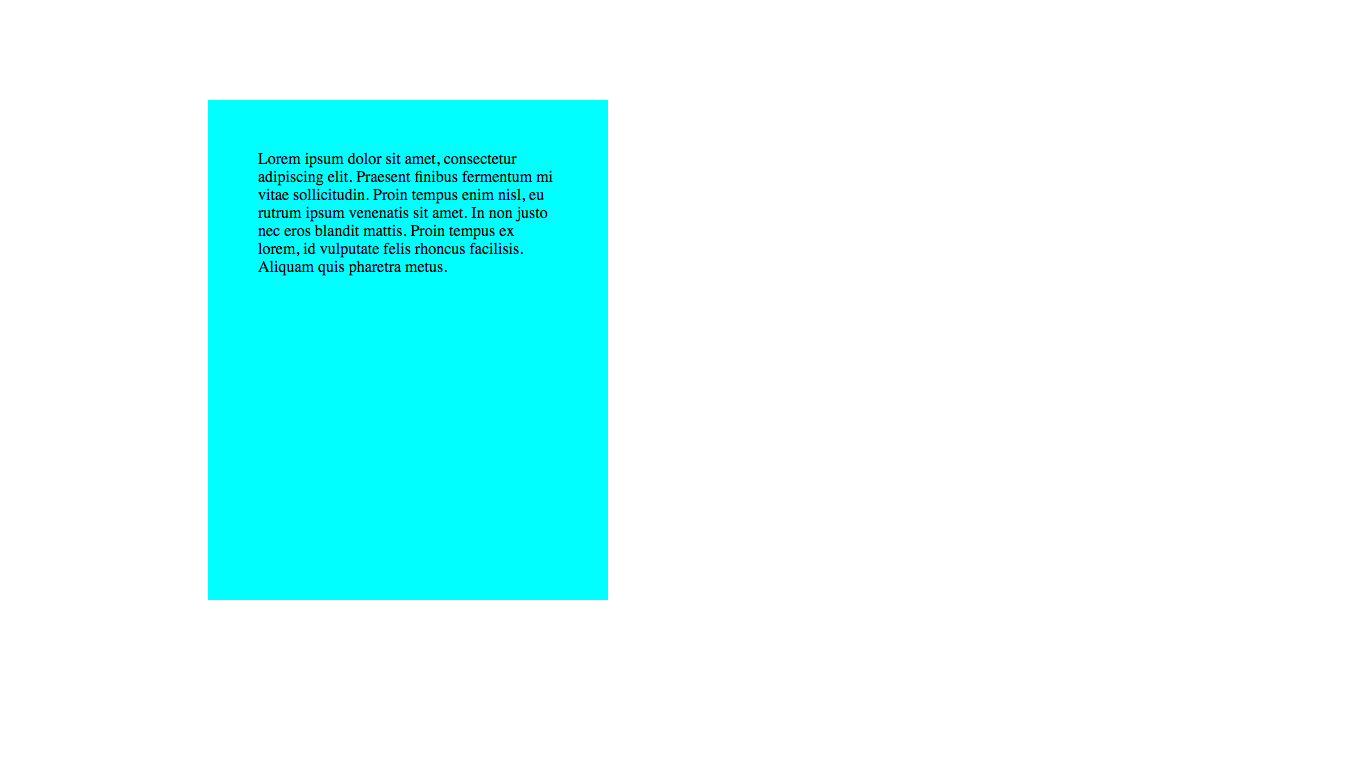 Lorem ipsum dolor sit amet, consectetur
adipiscing elit. Praesent finibus fermentum mi
vitae sollicitudin. Proin tempus enim nisl, eu
rutrum ipsum venenatis sit amet. In non justo
nec eros blandit mattis. Proin tempus ex
lorem, id vulputate felis rhoncus facilisis.
Aliquam quis pharetra metus.